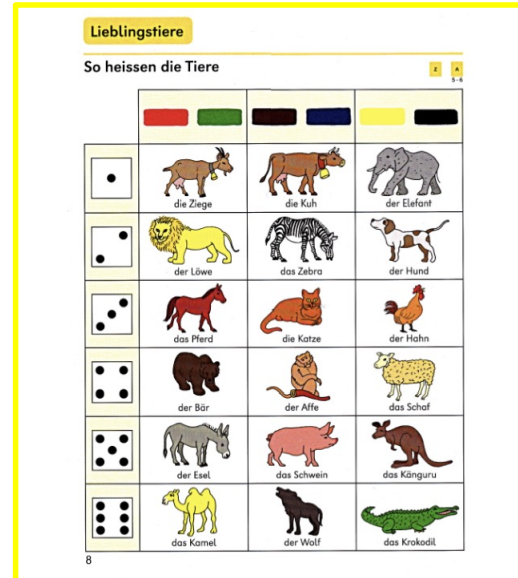 Lieblingstiere
So heissen die Tiere
Z A
5-6
die Ziege die Kuh der Elefant
der Löwe das Zebra der Hund
das Pferd die Katze der Hahn
der Bär der Affe das Schaf
der Esel das Schwein das Känguru
das Kamel der Wolf das Krokodil
8